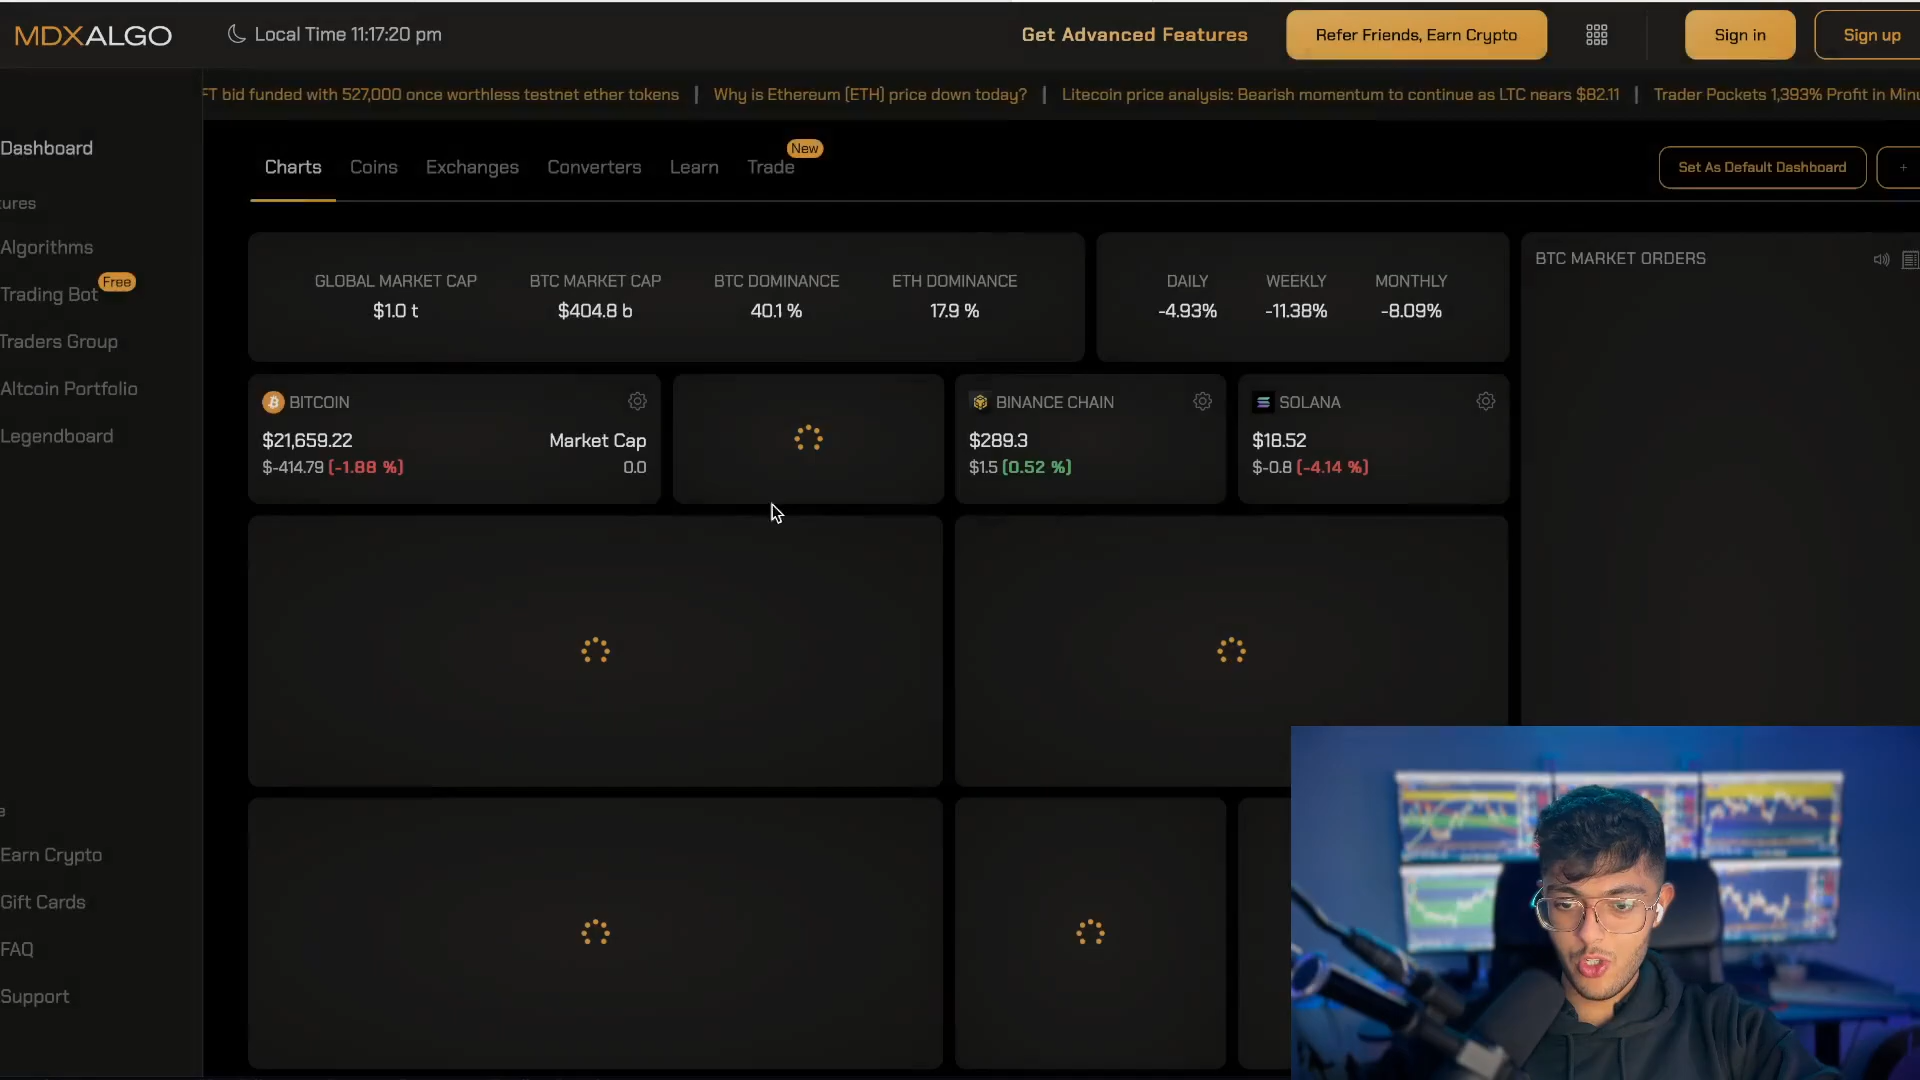 MDXALGO
Local Time 11:17:20 pm
Get Advanced Features
Refer Friends, Earn Crypto
Sign in
Sign up
FT bid funded with 527,000 once worthless testnet ether tokens | Why is Ethereum (ETH) price down today? | Litecoin price analysis: Bearish momentum to continue as LTC nears $82.11 | Trader Pockets 1,393% Profit in Minu
Dashboard
tures
Algorithms
Trading Bot
Free
Traders Group
Altcoin Portfolio
Legendboard
e
Earn Crypto
Gift Cards
FAQ
Support
Charts
Coins
Exchanges
Converters
Learn
Trade
New
Set As Default Dashboard
+
GLOBAL MARKET CAP
$1.0 t
BTC MARKET CAP
$404.8 b
BTC DOMINANCE
40.1 %
ETH DOMINANCE
17.9 %
DAILY
-4.93%
WEEKLY
-11.38%
MONTHLY
-8.09%
BTC MARKET ORDERS
BITCOIN
$21,659.22
Market Cap
$-414.79 (-1.88 %)
0.0
BINANCE CHAIN
$289.3
$1.5 (0.52 %)
SOLANA
$18.52
$-0.8 (-4.14 %)